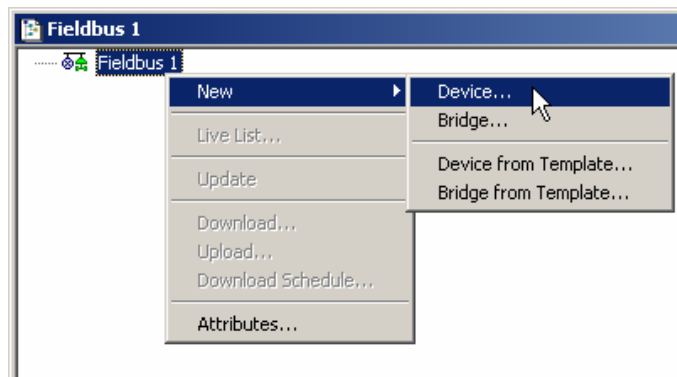 Fieldbus 1
Fieldbus 1
New
Device...
Bridge...
Live List...
Device from Template...
Update
Bridge from Template...
Download...
Upload...
Download Schedule...
Attributes...